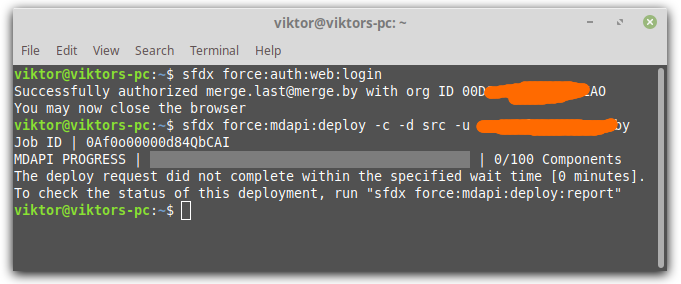 viktor@viktors-pc: ~
File Edit View Search Terminal Help
viktor@viktors-pc:~$ sfdx force:auth:web:login
Successfully authorized merge.last@merge.by with org ID 00D AO
You may now close the browser
viktor@viktors-pc:~$ sfdx force:mdapi:deploy -c -d src -u by
Job ID | 0Af0o00000d84QbCAI
MDAPI PROGRESS | | 0/100 Components
The deploy request did not complete within the specified wait time [0 minutes].
To check the status of this deployment, run "sfdx force:mdapi:deploy:report"
viktor@viktors-pc:~$